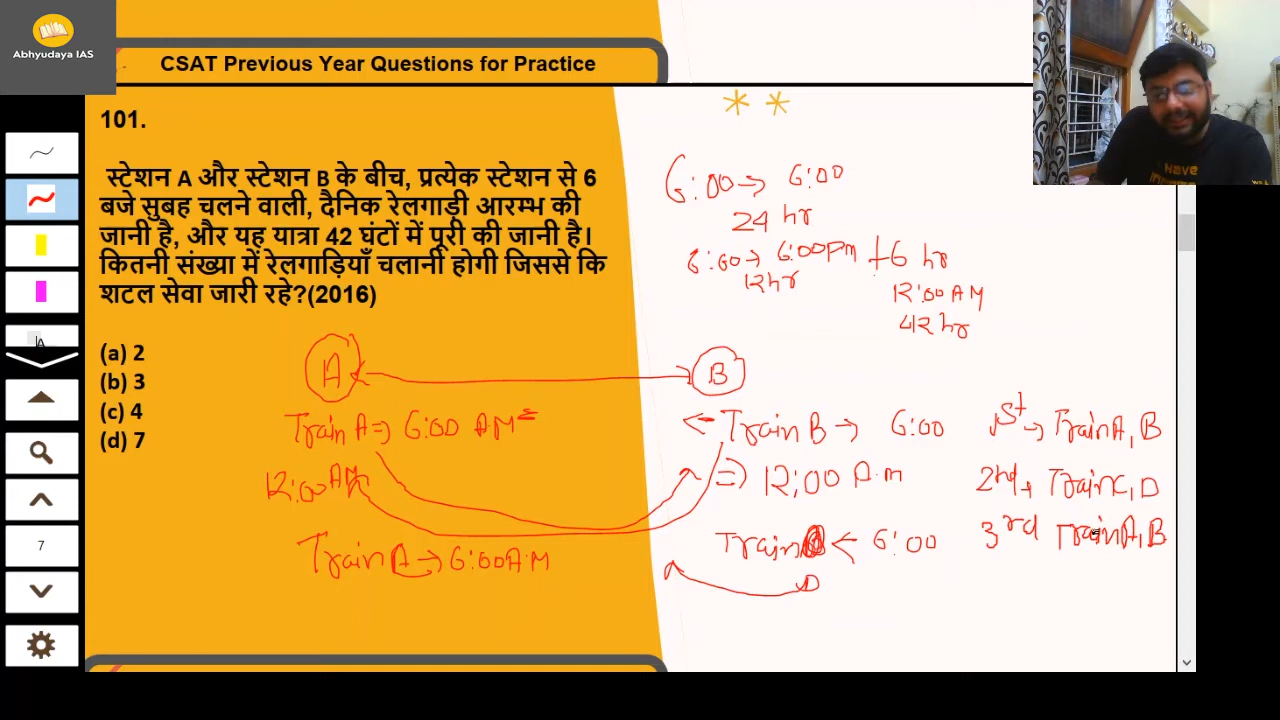 Abhyudaya IAS
CSAT Previous Year Questions for Practice
101.
स्टेशन A और स्टेशन B के बीच, प्रत्येक स्टेशन से 6
बजे सुबह चलने वाली, दैनिक रेलगाड़ी आरम्भ की
जानी है, और यह यात्रा 42 घंटों में पूरी की जानी है।
कितनी संख्या में रेलगाड़ियाँ चलानी होगी जिससे कि
शटल सेवा जारी रहे?(2016)
(a) 2
(b) 3
(c) 4
(d) 7
* *
6:00 → 6:00
24 hr
6:00 → 6:00 PM + 6 hr
12 hr
12:00 AM
42 hr
A
B
Train A ⇒ 6:00 AM
12:00 AM
Train A → 6:00 A.M
← Train B → 6:00
⇒ 12:00 A.m
Train ← 6:00
D
1st → Train A, B
2nd → Train C, D
3rd Train A, B
A
7
HAVE